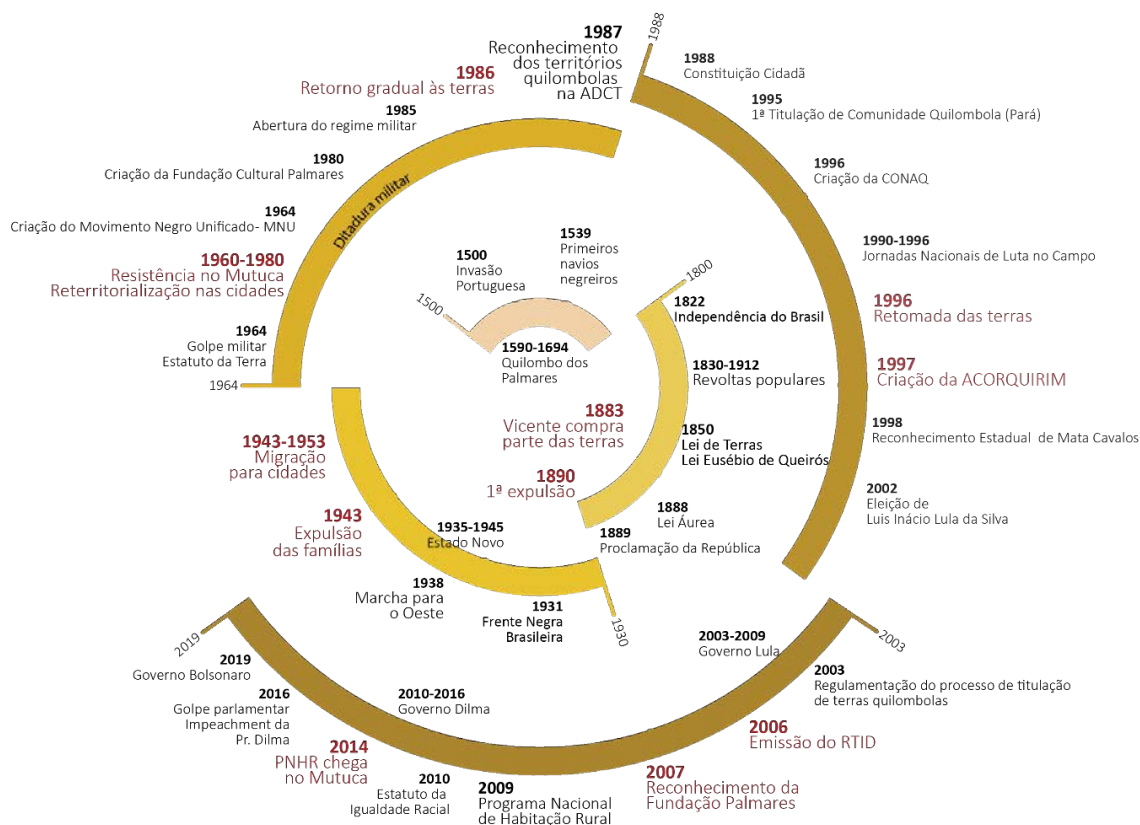 1500
1500
Invasão
Portuguesa
1539
Primeiros
navios
negreiros
1590-1694
Quilombo dos
Palmares
1800
1822
Independência do Brasil
1830-1912
Revoltas populares
1850
Lei de Terras
Lei Eusébio de Queirós
1883
Vicente compra
parte das terras
1888
Lei Áurea
1889
Proclamação da República
1890
1ª expulsão
1930
1931
Frente Negra
Brasileira
1935-1945
Estado Novo
1938
Marcha para
o Oeste
1943
Expulsão
das famílias
1943-1953
Migração
para cidades
1964
1964
Golpe militar
Estatuto da Terra
1960-1980
Resistência no Mutuca
Reterritorialização nas cidades
1964
Criação do Movimento Negro Unificado- MNU
1980
Criação da Fundação Cultural Palmares
Ditadura militar
1985
Abertura do regime militar
1986
Retorno gradual às terras
1987
Reconhecimento
dos territórios
quilombolas
na ADCT
1988
1988
Constituição Cidadã
1995
1ª Titulação de Comunidade Quilombola (Pará)
1996
Criação da CONAQ
1990-1996
Jornadas Nacionais de Luta no Campo
1996
Retomada das terras
1997
Criação da ACORQUIRIM
1998
Reconhecimento Estadual de Mata Cavalos
2002
Eleição de
Luis Inácio Lula da Silva
2003
2003-2009
Governo Lula
2003
Regulamentação do processo de titulação
de terras quilombolas
2006
Emissão do RTID
2007
Reconhecimento da
Fundação Palmares
2009
Programa Nacional
de Habitação Rural
2010
Estatuto da
Igualdade Racial
2010-2016
Governo Dilma
2014
PNHR chega
no Mutuca
2016
Golpe parlamentar
Impeachment da
Pr. Dilma
2019
Governo Bolsonaro
2019